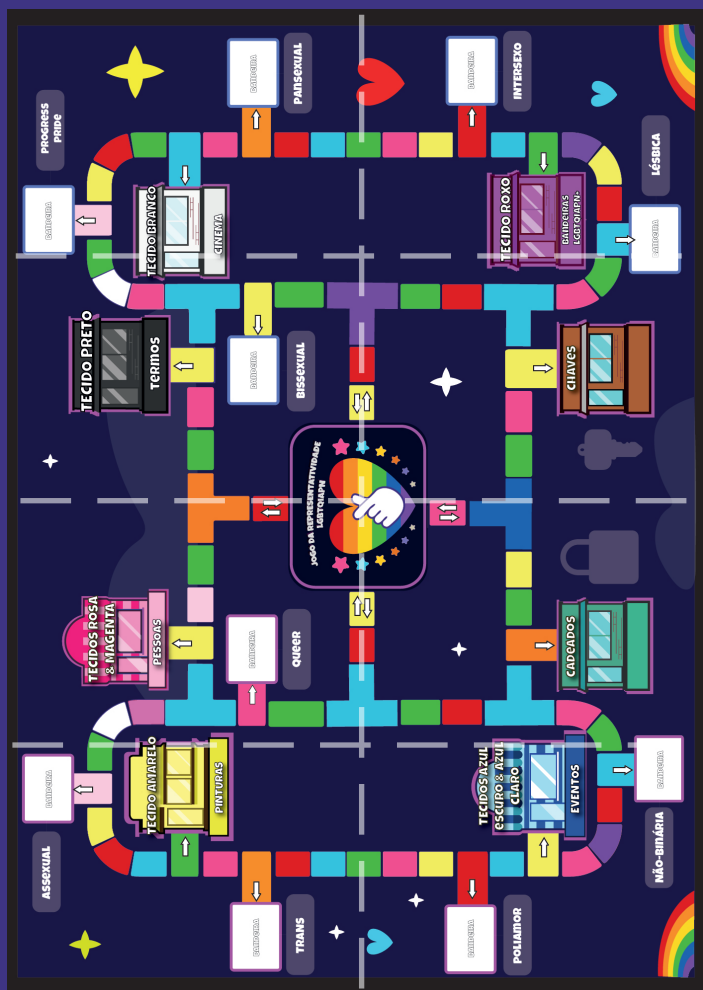 ASSEXUAL
BANDEIRA
TECIDOS ROSA
& MAGENTA
PESSOAS
TECIDO PRETO
TERMOS
BANDEIRA
PROGRESS
PRIDE
TECIDO AMARELO
PINTURAS
TECIDO BRANCO
CINEMA
BANDEIRA
TRANS
BANDEIRA
QUEER
BANDEIRA
BISSEXUAL
BANDEIRA
PANSEXUAL
JOGO DA REPRESENTATIVIDADE
LGBTQIAPN
BANDEIRA
POLIAMOR
TECIDOS AZUL
ESCURO & AZUL
CLARO
EVENTOS
TECIDO ROXO
BANDEIRAS
LGBTQIAPN+
BANDEIRA
INTERSEXO
CADEADOS
CHAVES
BANDEIRA
NÃO-BINÁRIA
BANDEIRA
LÉSBICA